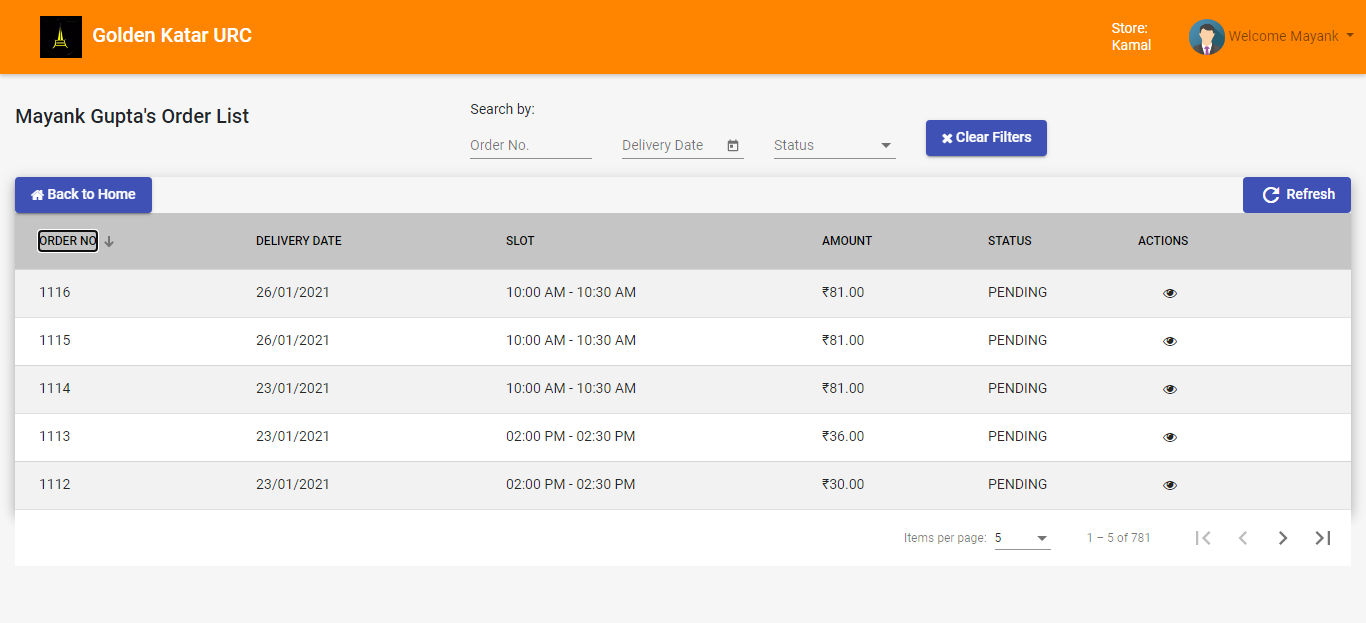 Golden Katar URC
Store:
Kamal
Welcome Mayank
Mayank Gupta's Order List
Search by:
Order No.
Delivery Date
Status
Clear Filters
Back to Home
Refresh
ORDER NO DELIVERY DATE SLOT AMOUNT STATUS ACTIONS
1116 26/01/2021 10:00 AM - 10:30 AM ₹81.00 PENDING
1115 26/01/2021 10:00 AM - 10:30 AM ₹81.00 PENDING
1114 23/01/2021 10:00 AM - 10:30 AM ₹81.00 PENDING
1113 23/01/2021 02:00 PM - 02:30 PM ₹36.00 PENDING
1112 23/01/2021 02:00 PM - 02:30 PM ₹30.00 PENDING
Items per page: 5 1 – 5 of 781